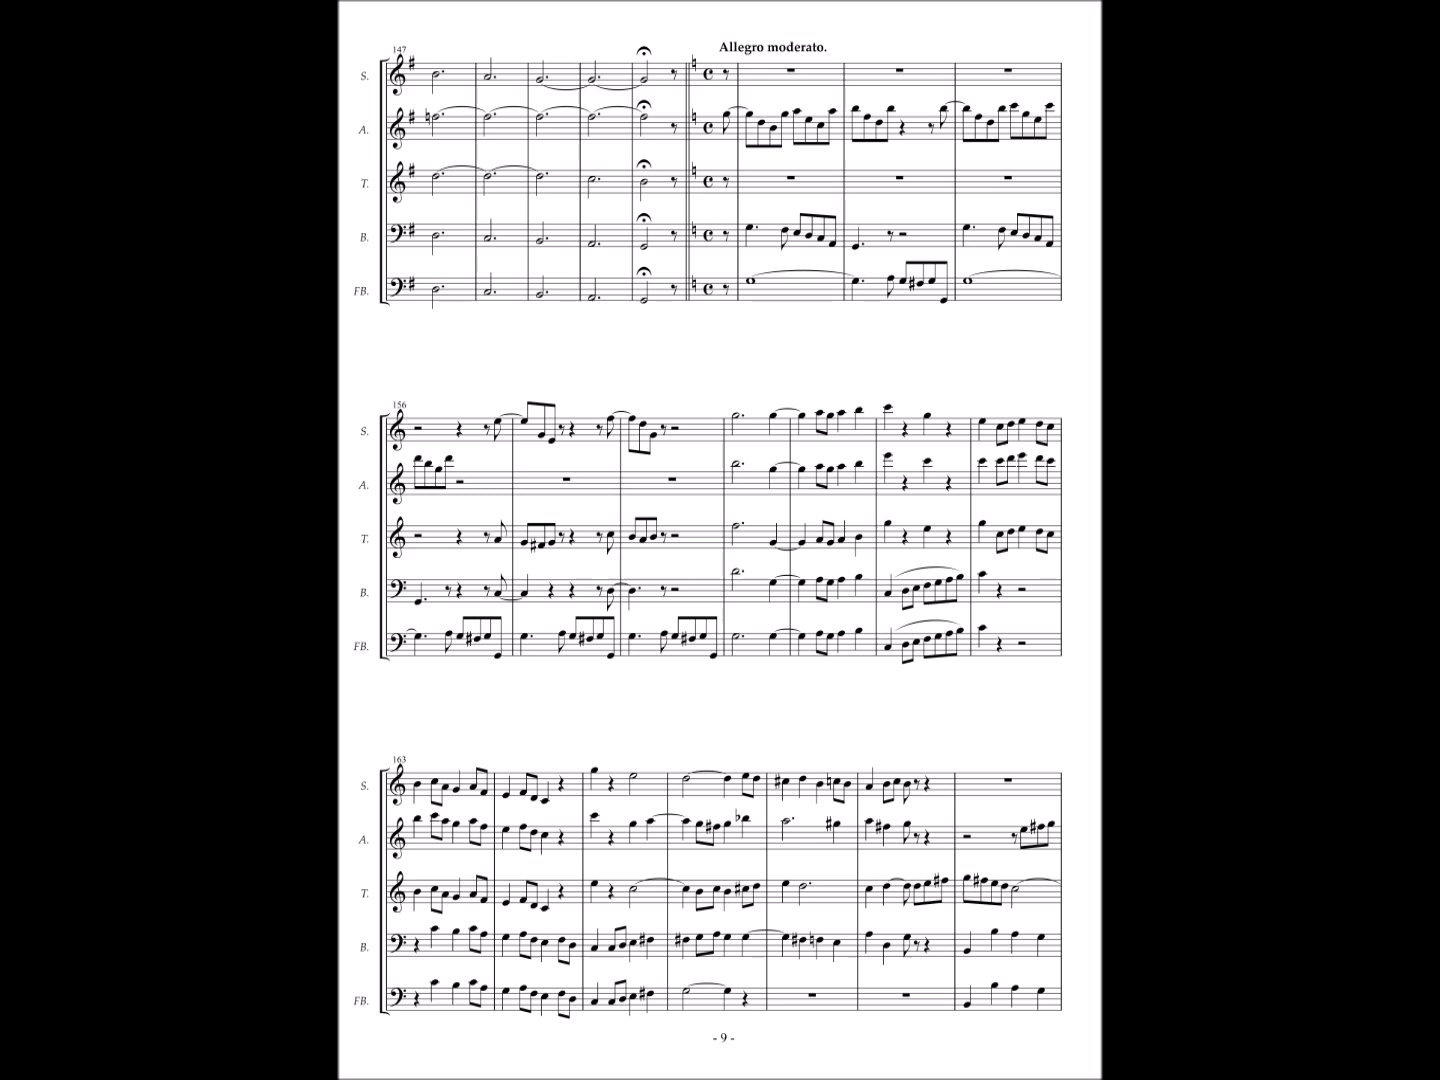 Allegro moderato.
147
S.
A.
T.
B.
FB.
156
S.
A.
T.
B.
FB.
163
S.
A.
T.
B.
FB.
- 9 -